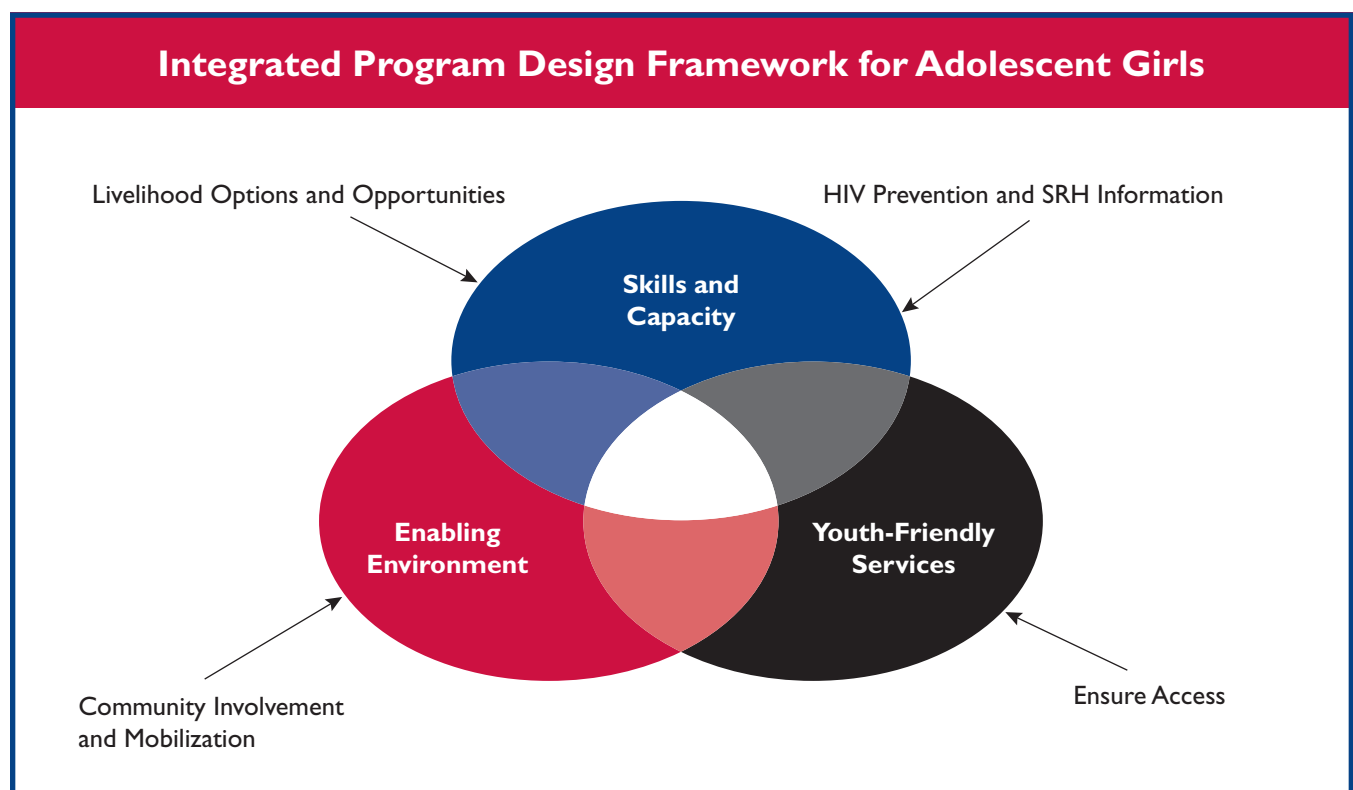 Integrated Program Design Framework for Adolescent Girls
Livelihood Options and Opportunities
HIV Prevention and SRH Information
Skills and
Capacity
Enabling
Environment
Youth-Friendly
Services
Community Involvement
and Mobilization
Ensure Access